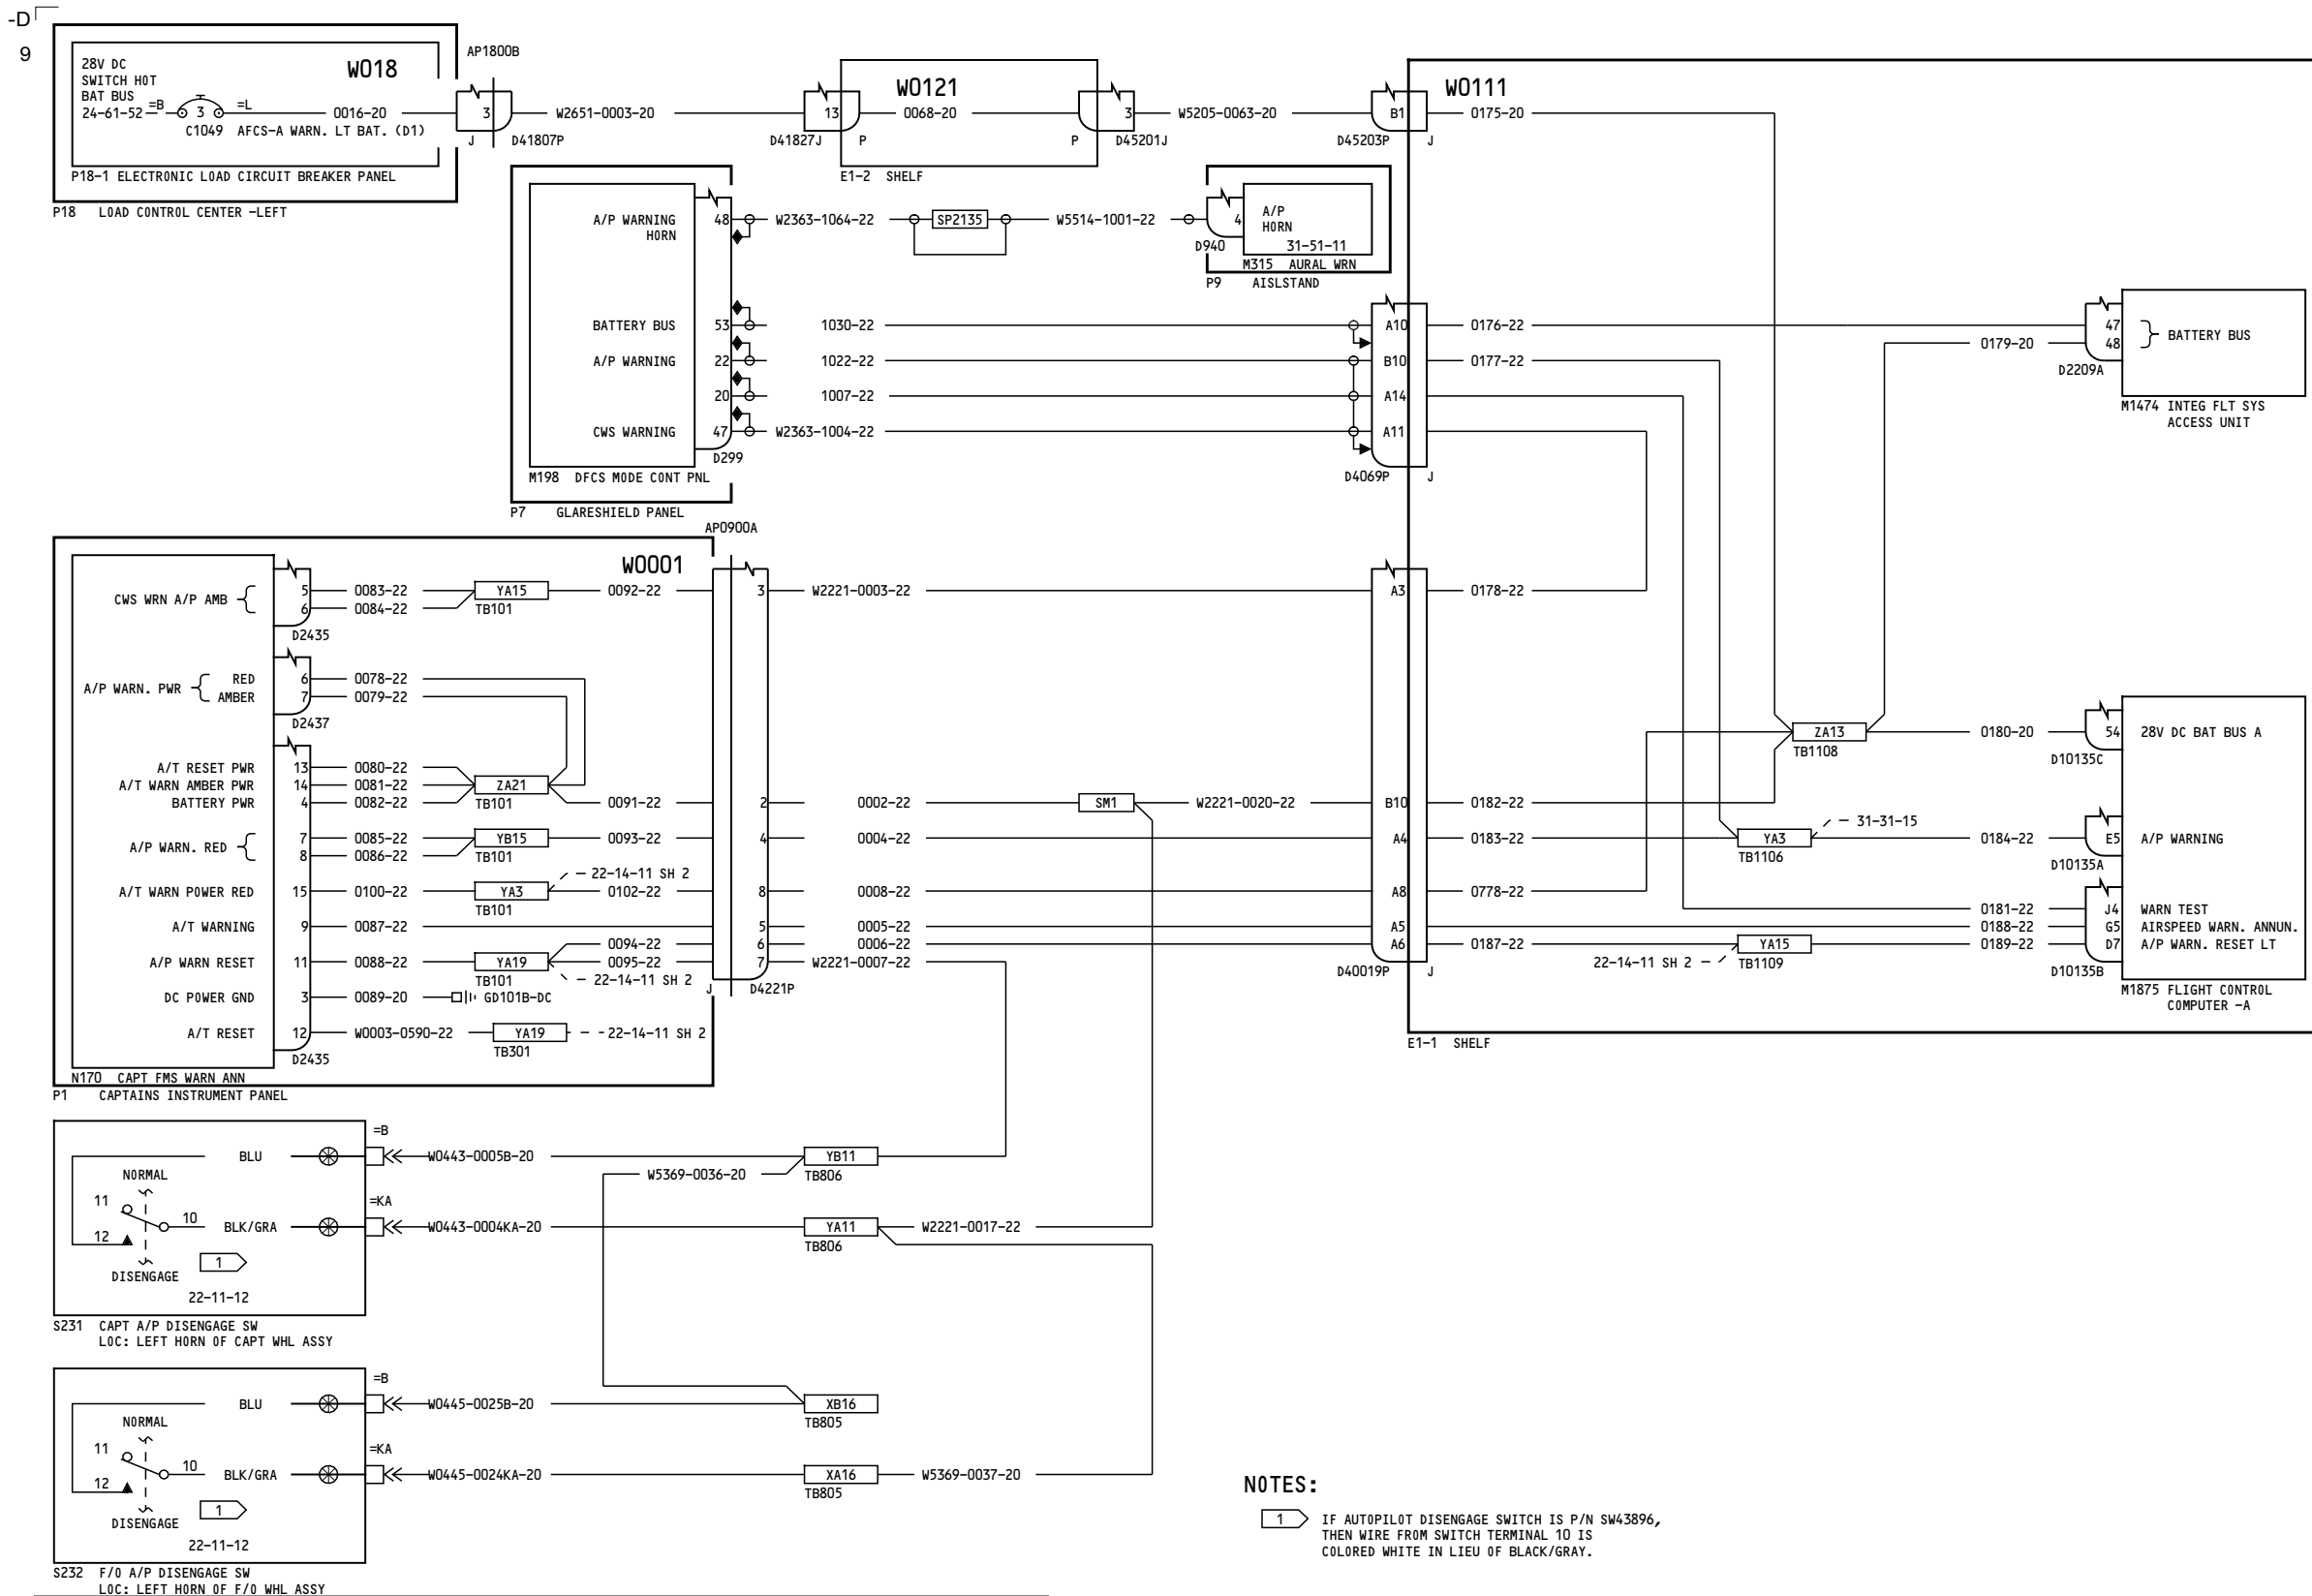 -D
9
28V DC
SWITCH HOT
BAT BUS
24-61-52
=B
3
=L
C1049 AFCS-A WARN. LT BAT. (D1)
W018
0016-20
P18-1 ELECTRONIC LOAD CIRCUIT BREAKER PANEL
P18 LOAD CONTROL CENTER -LEFT
AP1800B
3
J
D41807P
W2651-0003-20
13
D41827J
P
W0121
0068-20
P
3
D45201J
E1-2 SHELF
W5205-0063-20
B1
D45203P
J
W0111
0175-20
A/P WARNING
HORN
48
W2363-1064-22
SP2135
W5514-1001-22
D940
4
A/P
HORN
31-51-11
M315 AURAL WRN
P9 AISLSTAND
BATTERY BUS
53
1030-22
A10
0176-22
A/P WARNING
22
1022-22
B10
0177-22
20
1007-22
A14
CWS WARNING
47
W2363-1004-22
A11
D299
D4069P
J
M198 DFCS MODE CONT PNL
P7 GLARESHIELD PANEL
47
48
BATTERY BUS
0179-20
D2209A
M1474 INTEG FLT SYS
ACCESS UNIT
AP0900A
W0001
CWS WRN A/P AMB
5
6
0083-22
0084-22
YA15
TB101
0092-22
3
W2221-0003-22
A3
0178-22
D2435
A/P WARN. PWR
RED
AMBER
6
7
0078-22
0079-22
D2437
ZA13
TB1108
0180-20
54
28V DC BAT BUS A
D10135C
A/T RESET PWR
13
0080-22
A/T WARN AMBER PWR
14
0081-22
BATTERY PWR
4
0082-22
ZA21
TB101
0091-22
2
0002-22
SM1
W2221-0020-22
B10
0182-22
A/P WARN. RED
7
8
0085-22
0086-22
YB15
TB101
0093-22
4
0004-22
A4
0183-22
YA3
TB1106
31-31-15
0184-22
E5
A/P WARNING
D10135A
A/T WARN POWER RED
15
0100-22
YA3
TB101
22-14-11 SH 2
0102-22
8
0008-22
A8
0778-22
0181-22
J4
WARN TEST
A/T WARNING
9
0087-22
5
0005-22
A5
0188-22
G5
AIRSPEED WARN. ANNUN.
0094-22
6
0006-22
A6
0187-22
YA15
TB1109
22-14-11 SH 2
0189-22
D7
A/P WARN. RESET LT
A/P WARN RESET
11
0088-22
YA19
TB101
0095-22
22-14-11 SH 2
7
W2221-0007-22
J
D4221P
D40019P
J
D10135B
M1875 FLIGHT CONTROL
COMPUTER -A
DC POWER GND
3
0089-20
GD101B-DC
A/T RESET
12
W0003-0590-22
YA19
TB301
22-14-11 SH 2
D2435
E1-1 SHELF
N170 CAPT FMS WARN ANN
P1 CAPTAINS INSTRUMENT PANEL
=B
BLU
W0443-0005B-20
YB11
TB806
W5369-0036-20
NORMAL
11
12
10
BLK/GRA
=KA
W0443-0004KA-20
YA11
TB806
W2221-0017-22
DISENGAGE
1
22-11-12
S231 CAPT A/P DISENGAGE SW
LOC: LEFT HORN OF CAPT WHL ASSY
=B
BLU
W0445-0025B-20
XB16
TB805
NORMAL
11
12
10
BLK/GRA
=KA
W0445-0024KA-20
XA16
TB805
W5369-0037-20
DISENGAGE
1
22-11-12
S232 F/O A/P DISENGAGE SW
LOC: LEFT HORN OF F/O WHL ASSY
NOTES:
1 IF AUTOPILOT DISENGAGE SWITCH IS P/N SW43896,
THEN WIRE FROM SWITCH TERMINAL 10 IS
COLORED WHITE IN LIEU OF BLACK/GRAY.